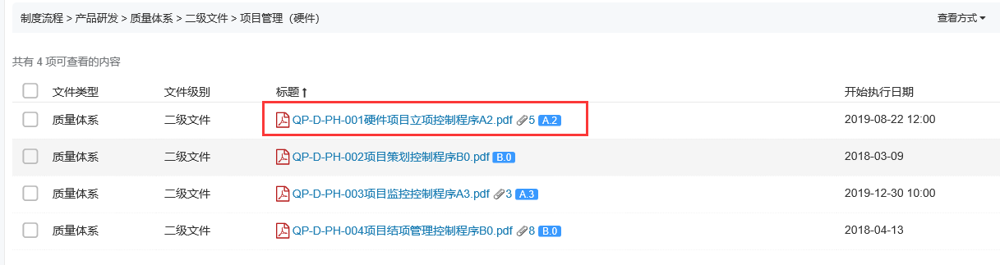 制度流程 > 产品研发 > 质量体系 > 二级文件 > 项目管理（硬件） 查看方式
共有 4 项可查看的内容
文件类型 文件级别 标题 开始执行日期
质量体系 二级文件 QP-D-PH-001硬件项目立项控制程序A2.pdf 5 A.2 2019-08-22 12:00
质量体系 二级文件 QP-D-PH-002项目策划控制程序B0.pdf B.0 2018-03-09
质量体系 二级文件 QP-D-PH-003项目监控控制程序A3.pdf 3 A.3 2019-12-30 10:00
质量体系 二级文件 QP-D-PH-004项目结项管理控制程序B0.pdf 8 B.0 2018-04-13